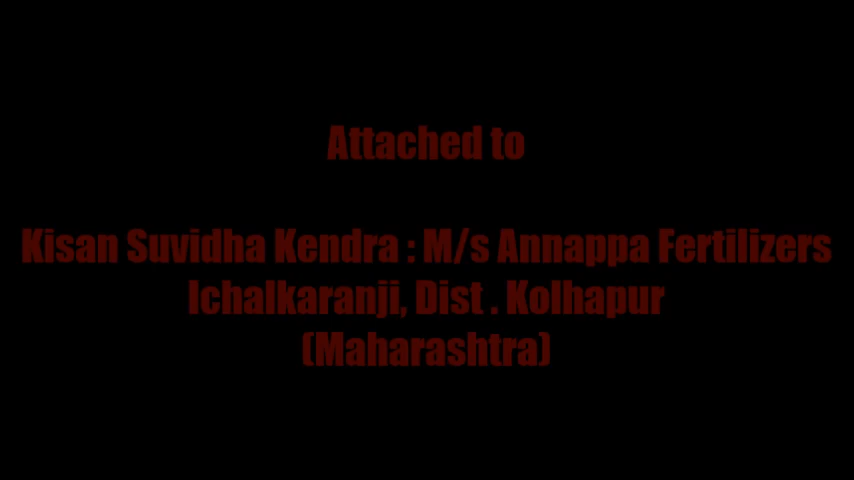 Attached to
Kisan Suvidha Kendra : M/s Annappa Fertilizers
Ichalkaranji, Dist . Kolhapur
(Maharashtra)